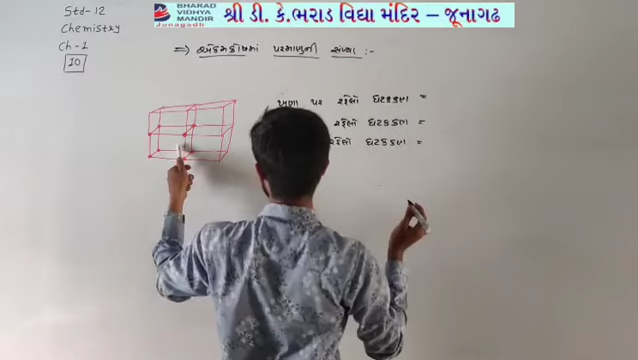 BHARAD
VIDHYA
MANDIR
Junagadh
શ્રી ડી. કે.ભરાડ વિદ્યા મંદિર – જૂનાગઢ
Std-12
Chemistry
Ch-1
10
⇒ એકમકોષમાં પરમાણુની સંખ્યા :-
ખૂણા પર રહેલો ઘટકકણ =
રહેલો ઘટકકણ =
રહેલો ઘટકકણ =